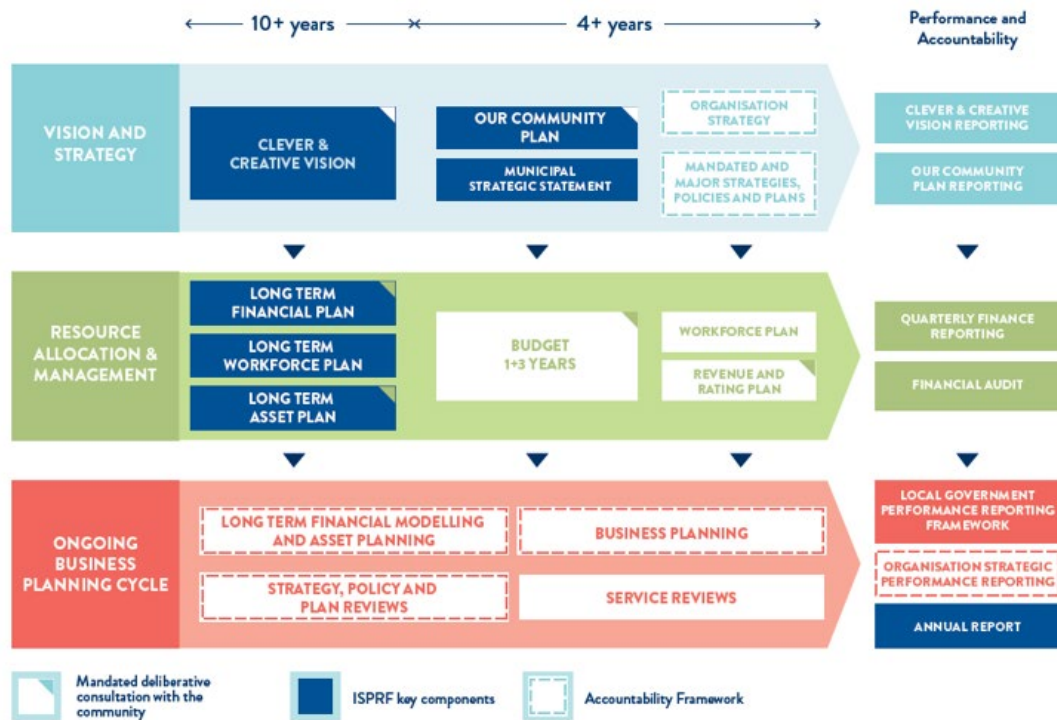 10+ years
4+ years
Performance and
Accountability
VISION AND
STRATEGY
CLEVER &
CREATIVE VISION
OUR COMMUNITY
PLAN
MUNICIPAL
STRATEGIC STATEMENT
ORGANISATION
STRATEGY
MANDATED AND
MAJOR STRATEGIES,
POLICIES AND PLANS
CLEVER & CREATIVE
VISION REPORTING
OUR COMMUNITY
PLAN REPORTING
RESOURCE
ALLOCATION &
MANAGEMENT
LONG TERM
FINANCIAL PLAN
LONG TERM
WORKFORCE PLAN
LONG TERM
ASSET PLAN
BUDGET
1+3 YEARS
WORKFORCE PLAN
REVENUE AND
RATING PLAN
QUARTERLY FINANCE
REPORTING
FINANCIAL AUDIT
ONGOING
BUSINESS
PLANNING CYCLE
LONG TERM FINANCIAL MODELLING
AND ASSET PLANNING
BUSINESS PLANNING
STRATEGY, POLICY AND
PLAN REVIEWS
SERVICE REVIEWS
LOCAL GOVERNMENT
PERFORMANCE REPORTING
FRAMEWORK
ORGANISATION STRATEGIC
PERFORMANCE REPORTING
ANNUAL REPORT
Mandated deliberative
consultation with the
community
ISPRF key components
Accountability Framework